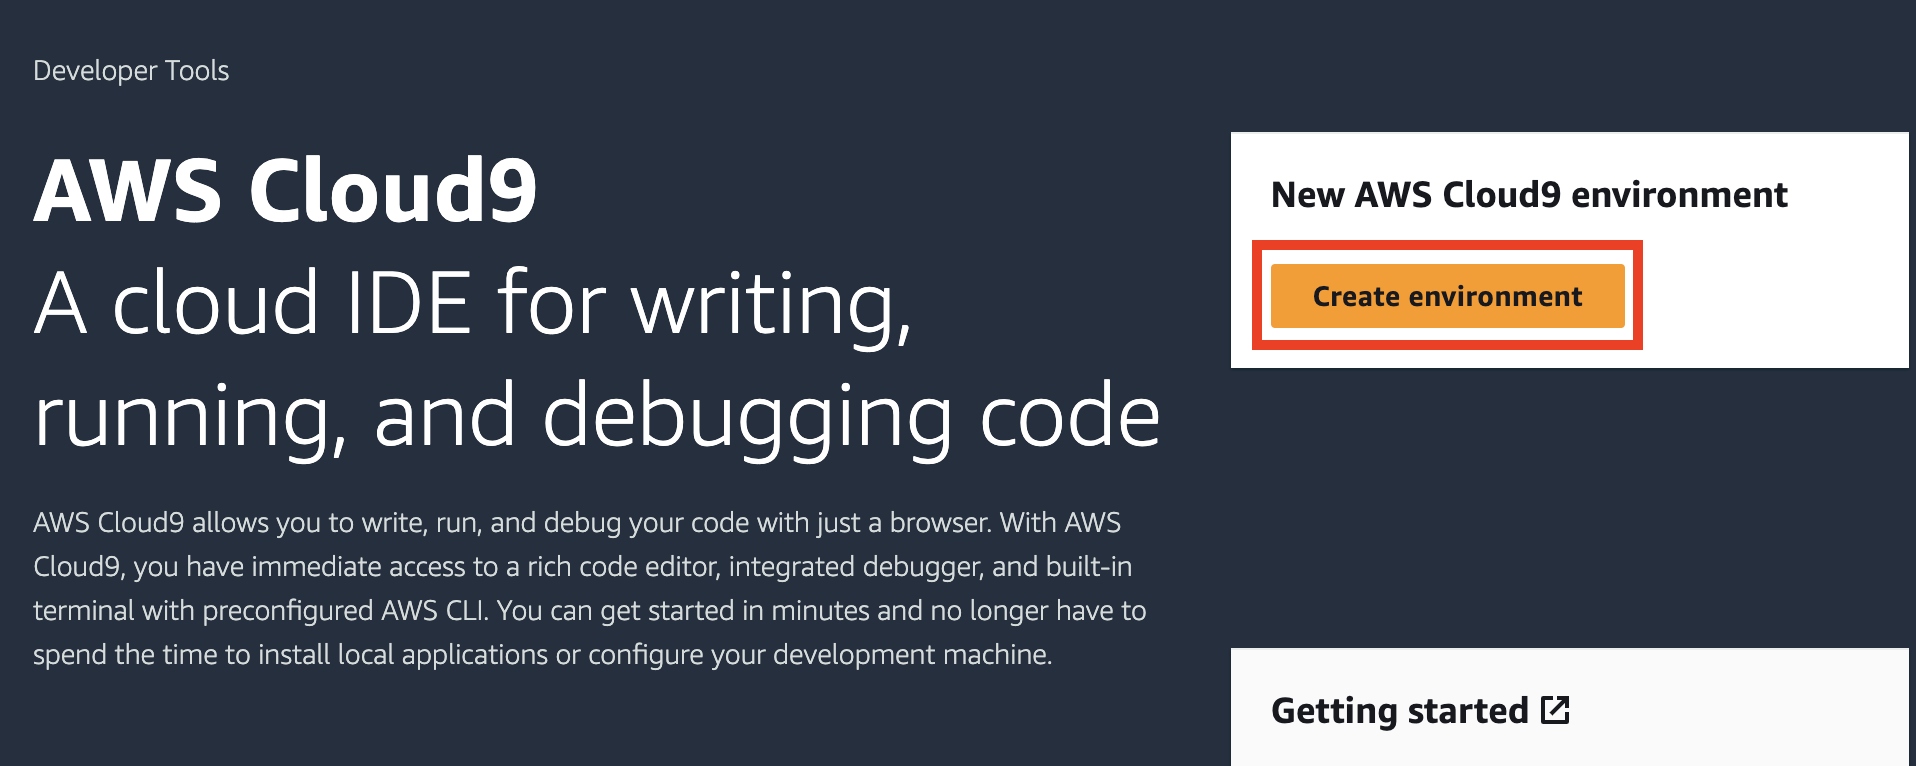 Developer Tools
AWS Cloud9
A cloud IDE for writing,
running, and debugging code
AWS Cloud9 allows you to write, run, and debug your code with just a browser. With AWS
Cloud9, you have immediate access to a rich code editor, integrated debugger, and built-in
terminal with preconfigured AWS CLI. You can get started in minutes and no longer have to
spend the time to install local applications or configure your development machine.
New AWS Cloud9 environment
Create environment
Getting started